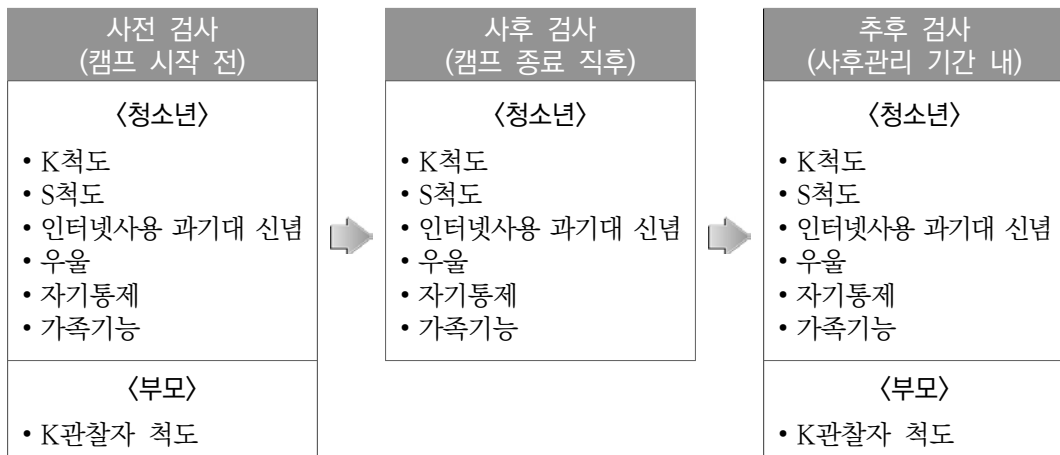 사전 검사
(캠프 시작 전)
〈청소년〉
• K척도
• S척도
• 인터넷사용 과기대 신념
• 우울
• 자기통제
• 가족기능
〈부모〉
• K관찰자 척도
사후 검사
(캠프 종료 직후)
〈청소년〉
• K척도
• S척도
• 인터넷사용 과기대 신념
• 우울
• 자기통제
• 가족기능
추후 검사
(사후관리 기간 내)
〈청소년〉
• K척도
• S척도
• 인터넷사용 과기대 신념
• 우울
• 자기통제
• 가족기능
〈부모〉
• K관찰자 척도